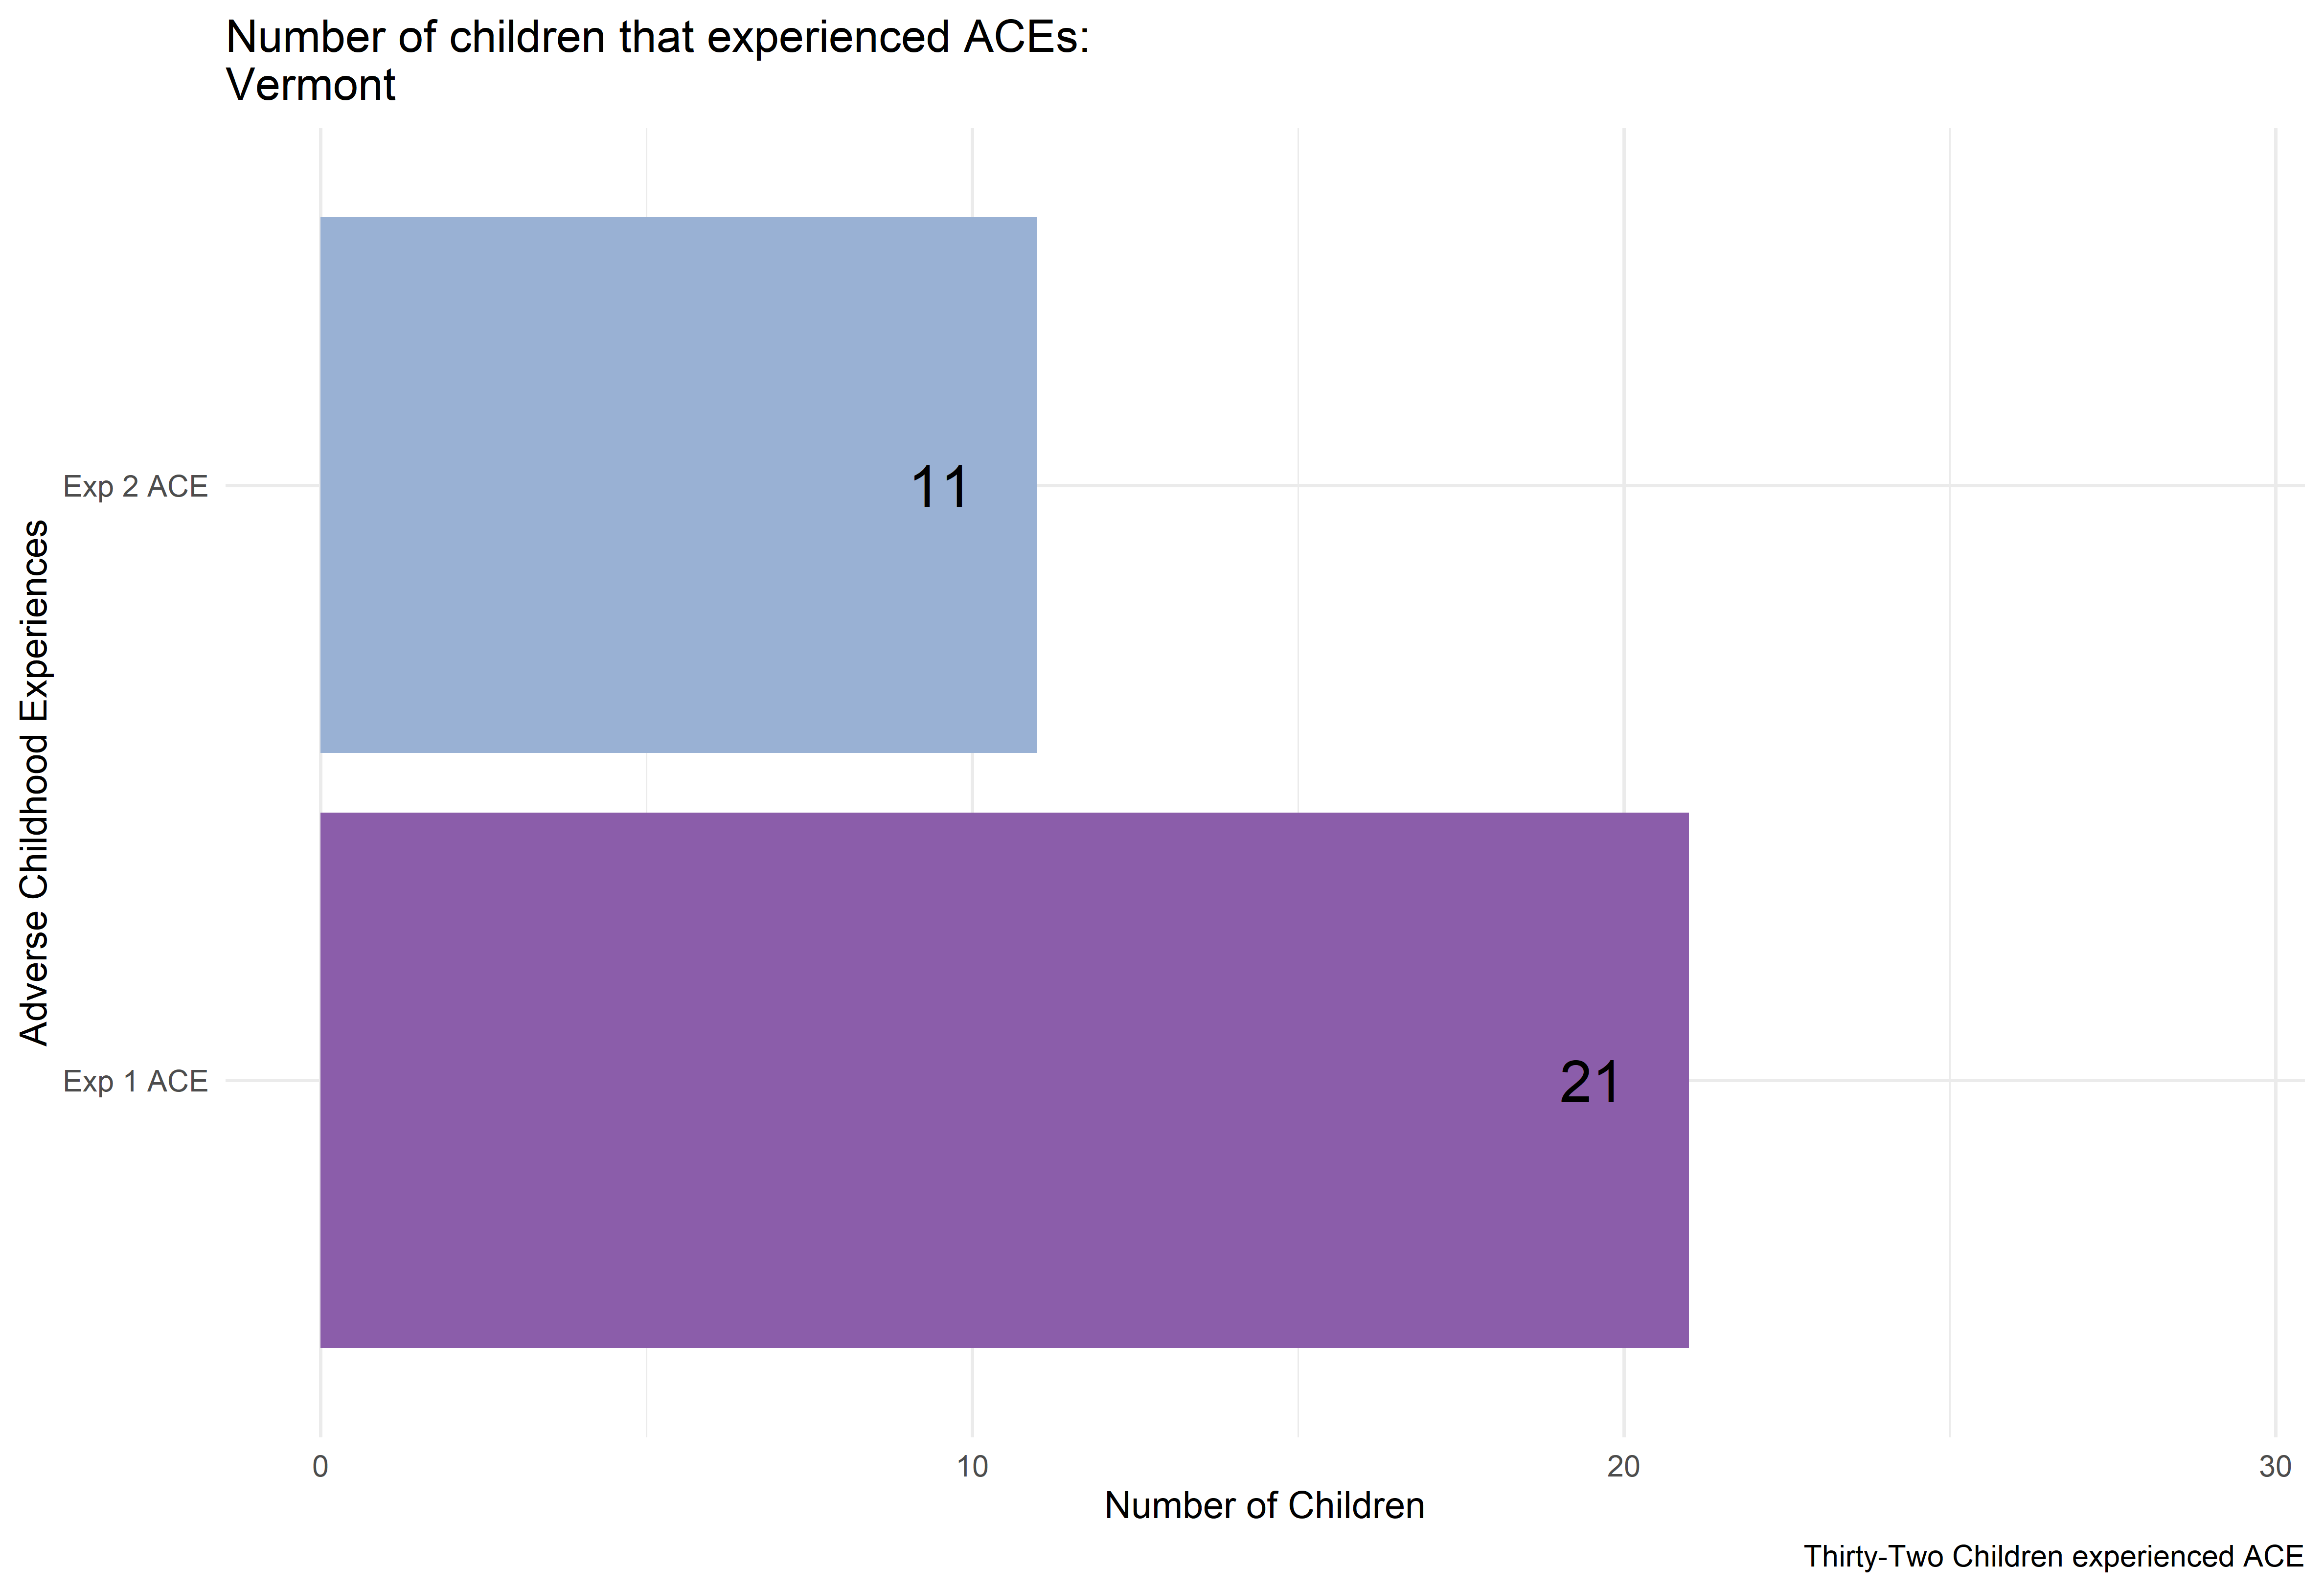 Number of children that experienced ACEs:
Vermont
Adverse Childhood Experiences
Exp 2 ACE
11
Exp 1 ACE
21
0
10
20
30
Number of Children
Thirty-Two Children experienced ACE